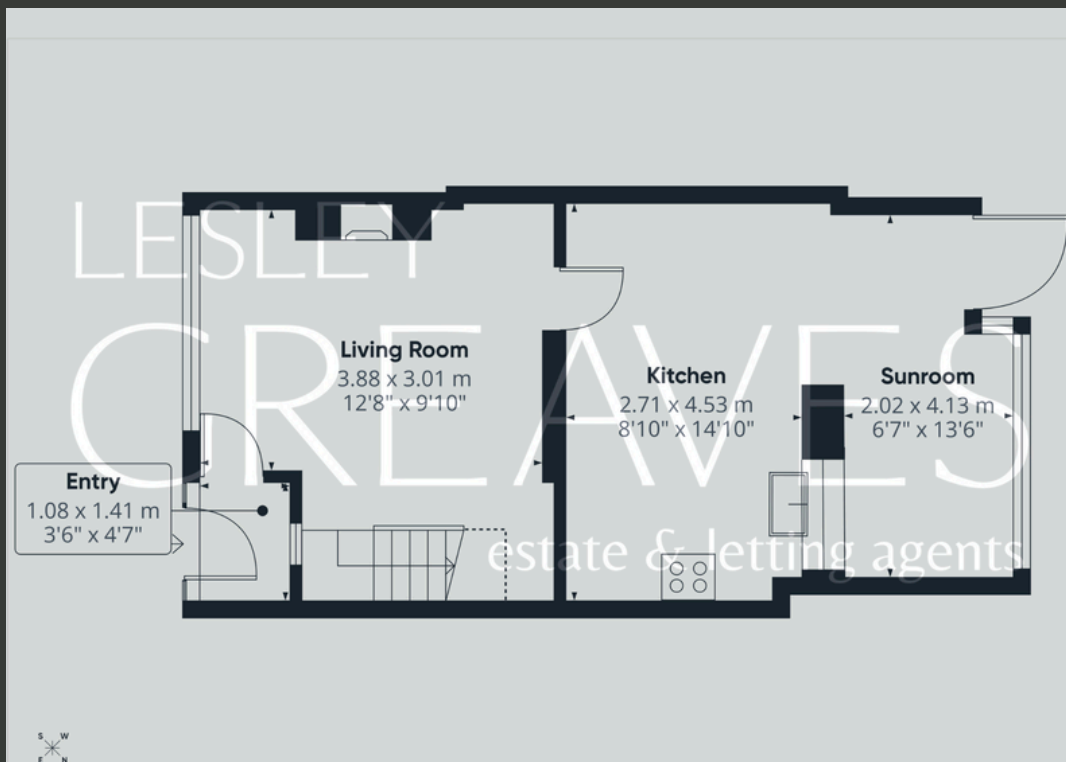 LESLEY
GREAVES
estate & letting agents
Living Room
3.88 x 3.01 m
12'8" x 9'10"
Kitchen
2.71 x 4.53 m
8'10" x 14'10"
Sunroom
2.02 x 4.13 m
6'7" x 13'6"
Entry
1.08 x 1.41 m
3'6" x 4'7"
S W
E N